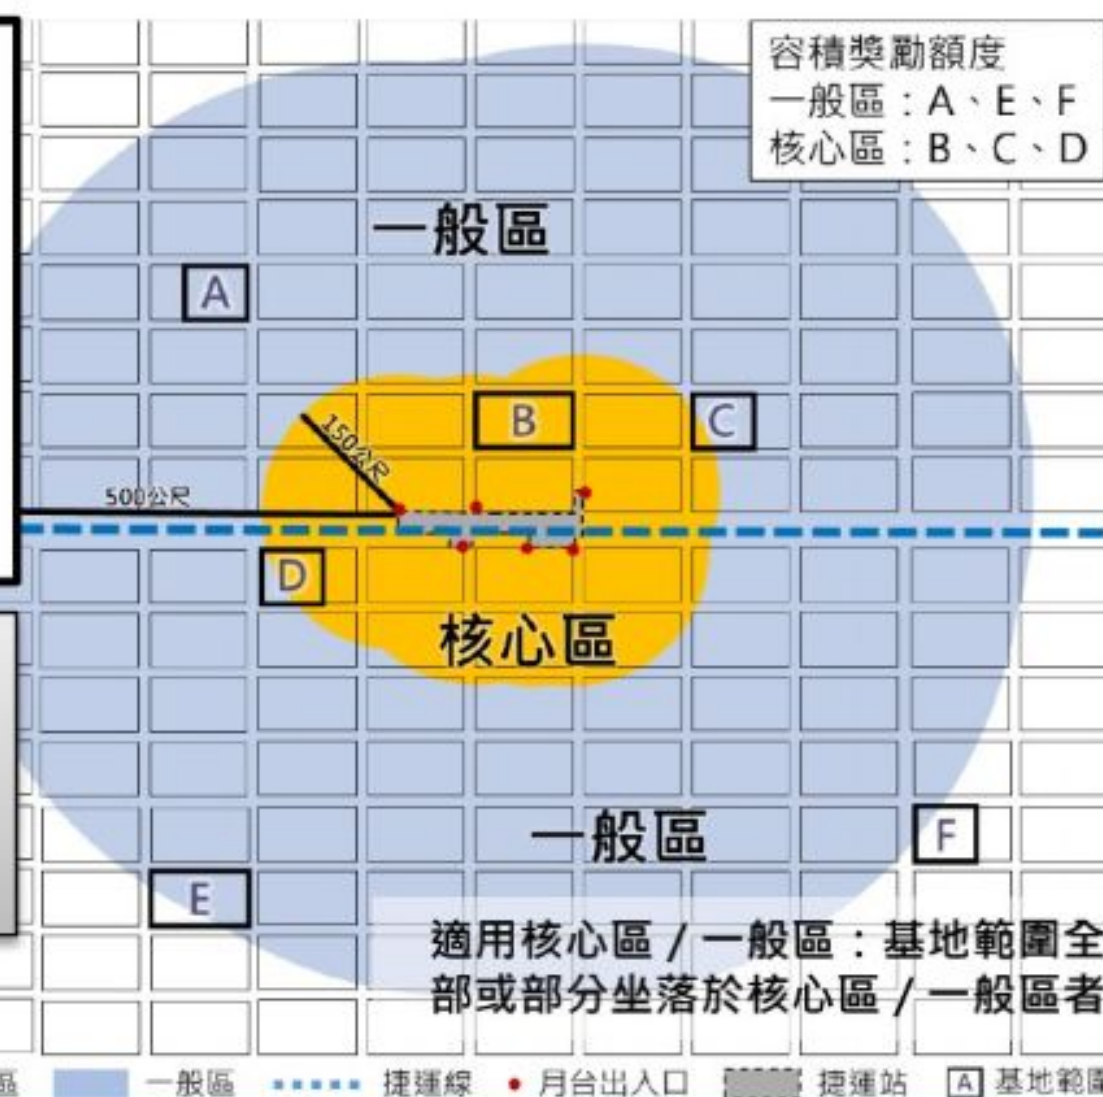 容積獎勵額度
一般區：A、E、F
核心區：B、C、D
一般區
A
B
C
150公尺
500公尺
D
核心區
一般區
F
E
適用核心區 / 一般區：基地範圍全
部或部分坐落於核心區 / 一般區者
區 一般區 捷運線 月台出入口 捷運站 A 基地範圍